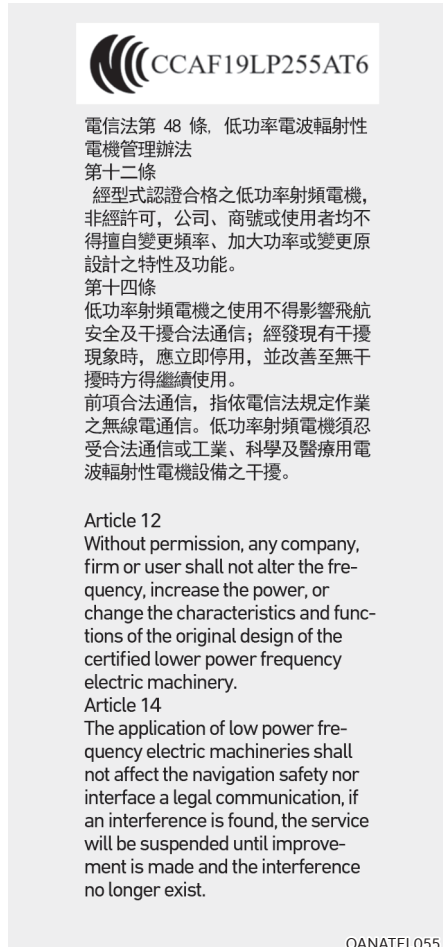 CCAF19LP255AT6
電信法第 48 條, 低功率電波輻射性
電機管理辦法
第十二條
經型式認證合格之低功率射頻電機,
非經許可, 公司、商號或使用者均不
得擅自變更頻率、加大功率或變更原
設計之特性及功能。
第十四條
低功率射頻電機之使用不得影響飛航
安全及干擾合法通信; 經發現有干擾
現象時, 應立即停用, 並改善至無干
擾時方得繼續使用。
前項合法通信, 指依電信法規定作業
之無線電通信。低功率射頻電機須忍
受合法通信或工業、科學及醫療用電
波輻射性電機設備之干擾。
Article 12
Without permission, any company,
firm or user shall not alter the fre-
quency, increase the power, or
change the characteristics and func-
tions of the original design of the
certified lower power frequency
electric machinery.
Article 14
The application of low power fre-
quency electric machineries shall
not affect the navigation safety nor
interface a legal communication, if
an interference is found, the service
will be suspended until improve-
ment is made and the interference
no longer exist.
OANATEL055